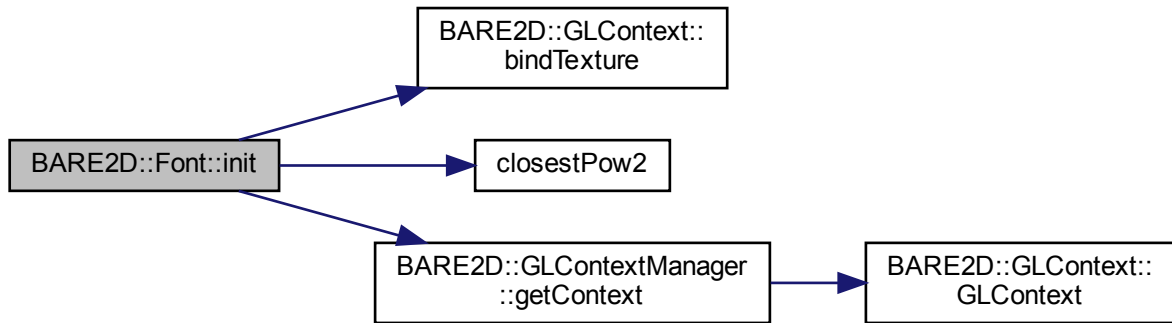 BARE2D::GLContext::
bindTexture
BARE2D::Font::init
closestPow2
BARE2D::GLContextManager
::getContext
BARE2D::GLContext::
GLContext